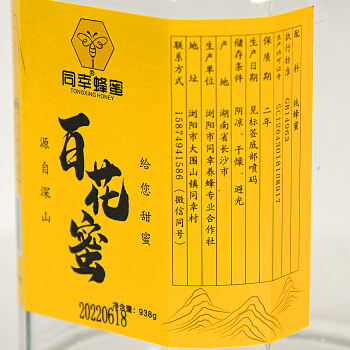 同幸蜂蜜
TONGXING HONEY
源自深山
百花蜜
给您甜蜜
20220618
净含量：938g
配料 纯蜂蜜
执行标准 GB14963
生产许可证号 SC12643018108917
保质期 二年
生产日期 见标签底部喷码
储存条件 阴凉、干燥、避光
产地 湖南省长沙市
生产单位 浏阳市同幸养蜂专业合作社
地址 浏阳市大围山镇同幸村
联系方式 15874941586（微信同号）